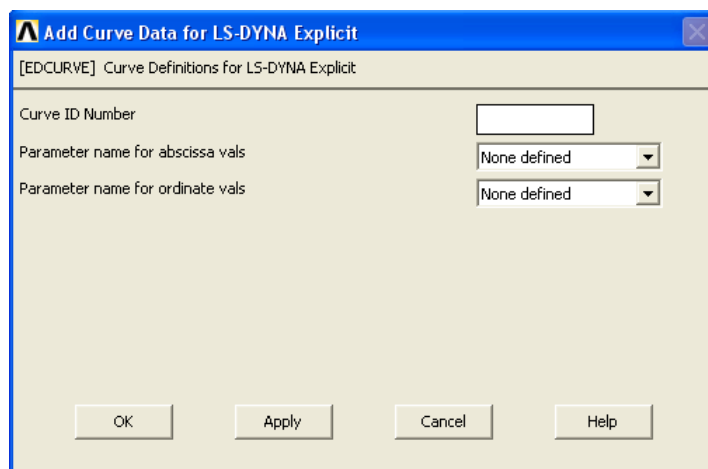 Add Curve Data for LS-DYNA Explicit
[EDCURVE] Curve Definitions for LS-DYNA Explicit
Curve ID Number
Parameter name for abscissa vals None defined
Parameter name for ordinate vals None defined
OK Apply Cancel Help